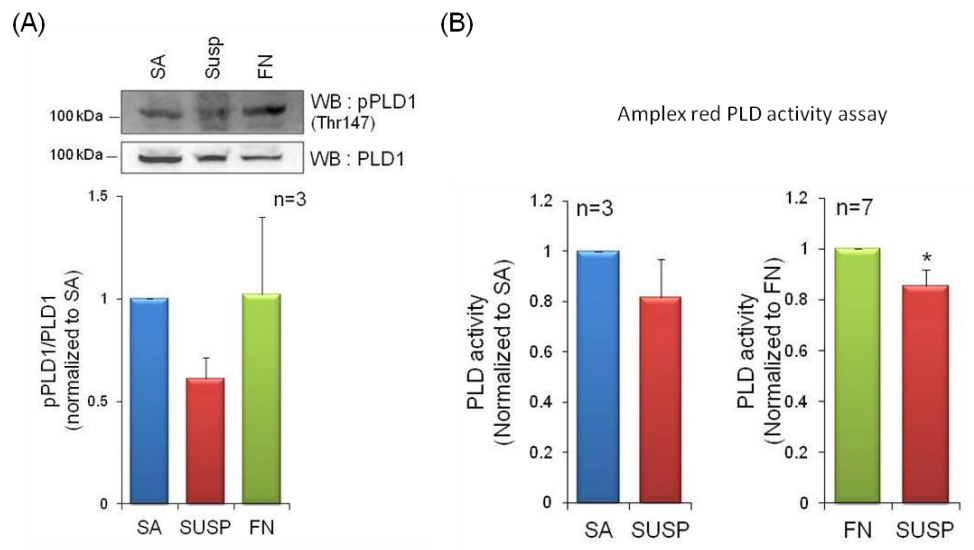 (A)
SA Susp FN
100 kDa
WB : pPLD1
(Thr147)
100 kDa
WB : PLD1
n=3
pPLD1/PLD1
(normalized to SA)
1.5
1
0.5
0
SA SUSP FN
(B)
Amplex red PLD activity assay
n=3
PLD activity
(Normalized to SA)
1.2
1
0.8
0.6
0.4
0.2
0
SA SUSP
n=7
PLD activity
(Normalized to FN)
1.2
1
0.8
0.6
0.4
0.2
0
*
FN SUSP